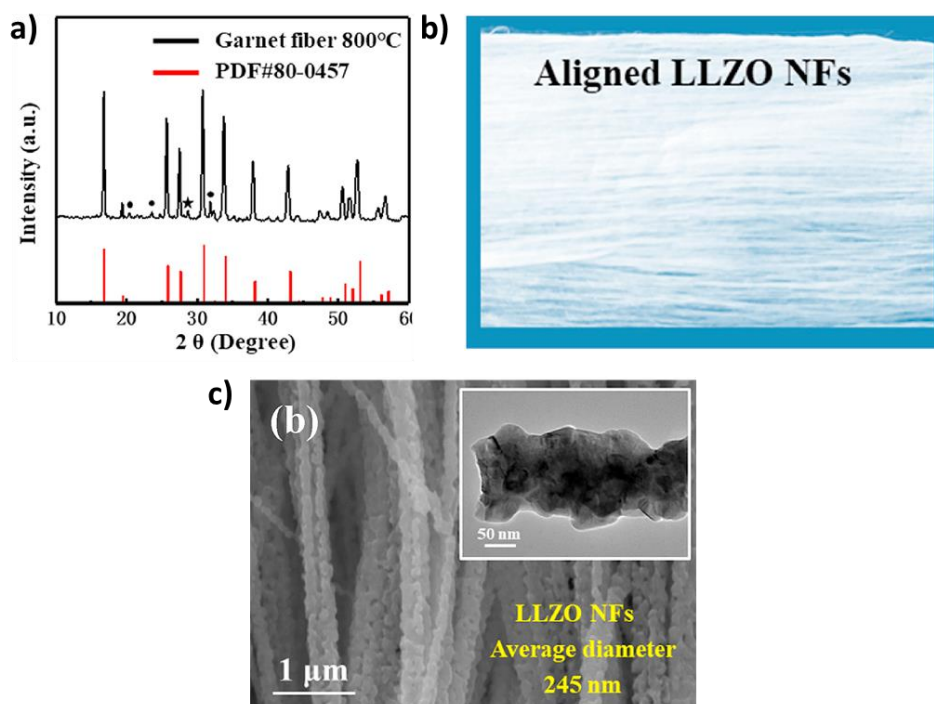 a)
Garnet fiber 800°C
PDF#80-0457
Intensity (a.u.)
10 20 30 40 50 60
2 θ (Degree)
b)
Aligned LLZO NFs
c)
(b)
50 nm
LLZO NFs
Average diameter
245 nm
1 μm